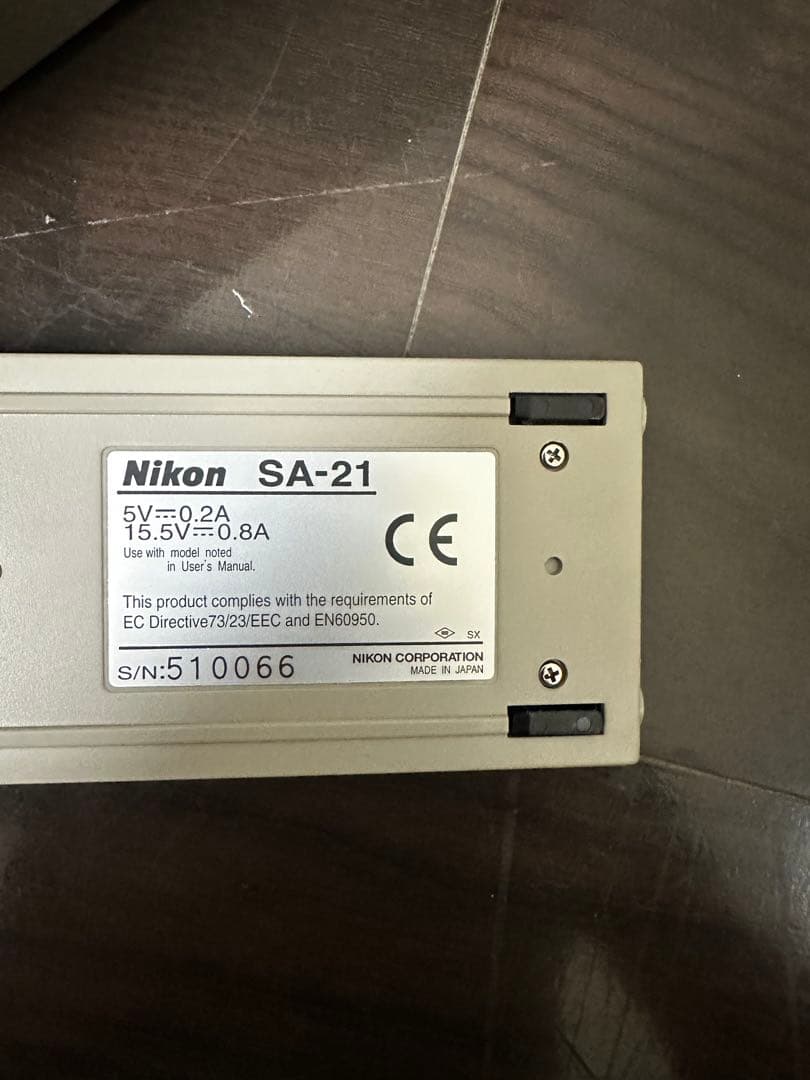 Nikon SA-21
5V⎓0.2A
15.5V⎓0.8A
Use with model noted
in User's Manual.
CE
This product complies with the requirements of
EC Directive73/23/EEC and EN60950.
SX
S/N:510066
NIKON CORPORATION
MADE IN JAPAN